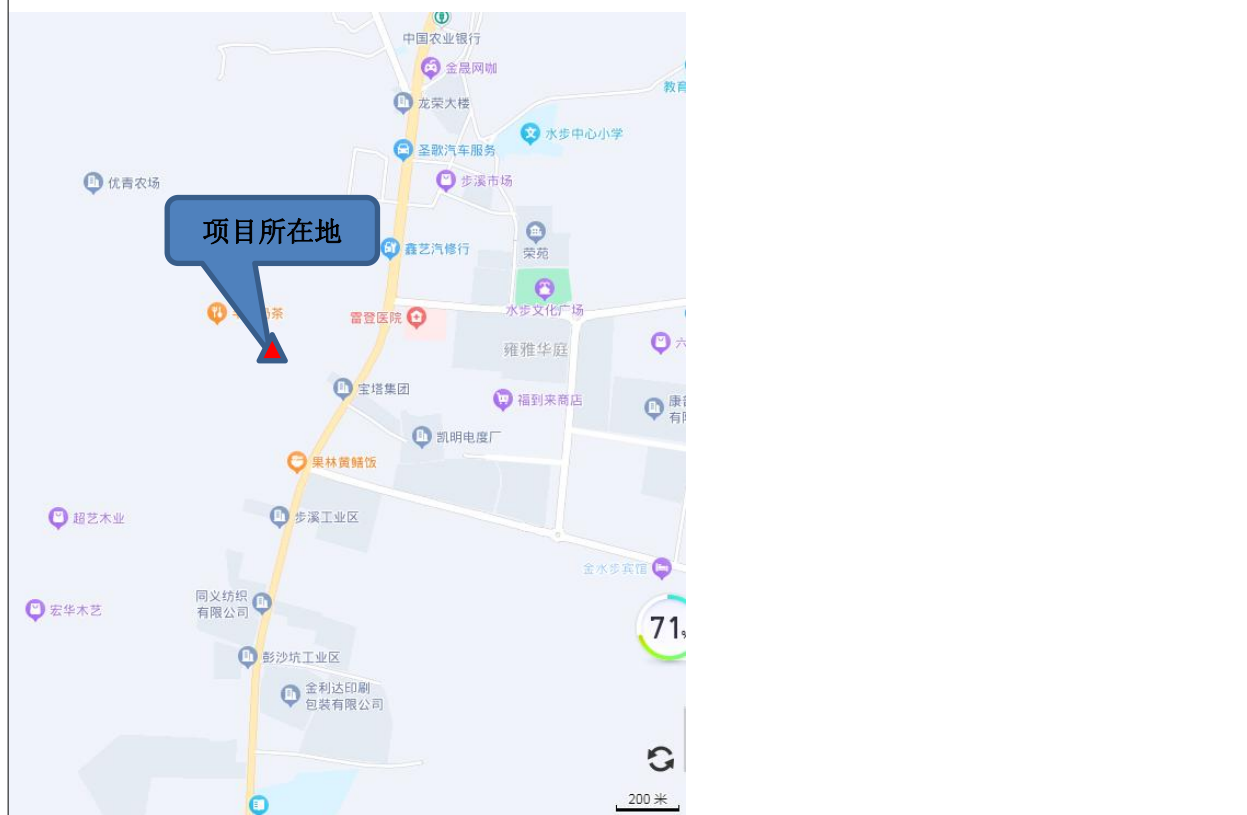 中国农业银行
金晟网咖
教育
龙荣大楼
水步中心小学
圣歌汽车服务
步溪市场
优青农场
项目所在地
鑫艺汽修行
荣苑
茶
雷登医院
水步文化广场
六
雍雅华庭
宝塔集团
福到来商店
康
有
凯明电度厂
果林黄鳝饭
超艺木业
步溪工业区
金水步宾馆
同义纺织
有限公司
宏华木艺
71%
彭沙坑工业区
金利达印刷
包装有限公司
200 米